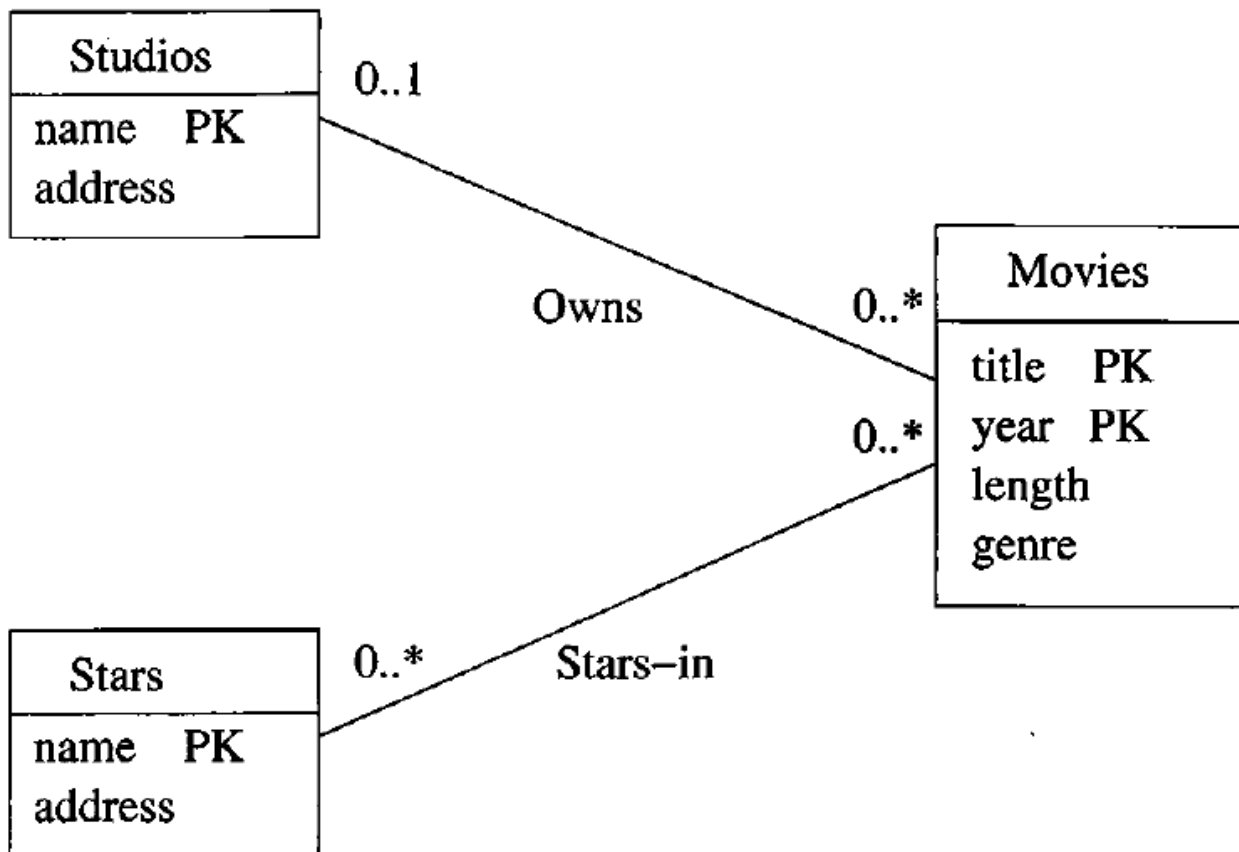 Studios
name PK
address
0..1
Owns
0..*
Movies
title PK
year PK
length
genre
0..*
Stars-in
0..*
Stars
name PK
address